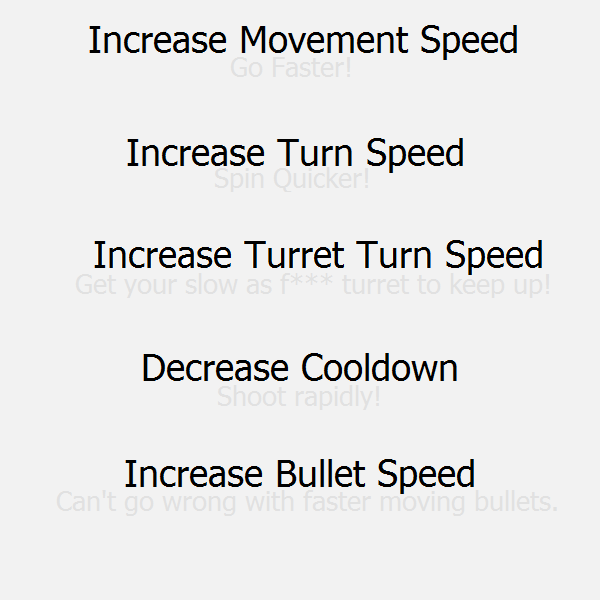 Increase Movement Speed
Go Faster!
Increase Turn Speed
Spin Quicker!
Increase Turret Turn Speed
Get your slow as f*** turret to keep up!
Decrease Cooldown
Shoot rapidly!
Increase Bullet Speed
Can't go wrong with faster moving bullets.